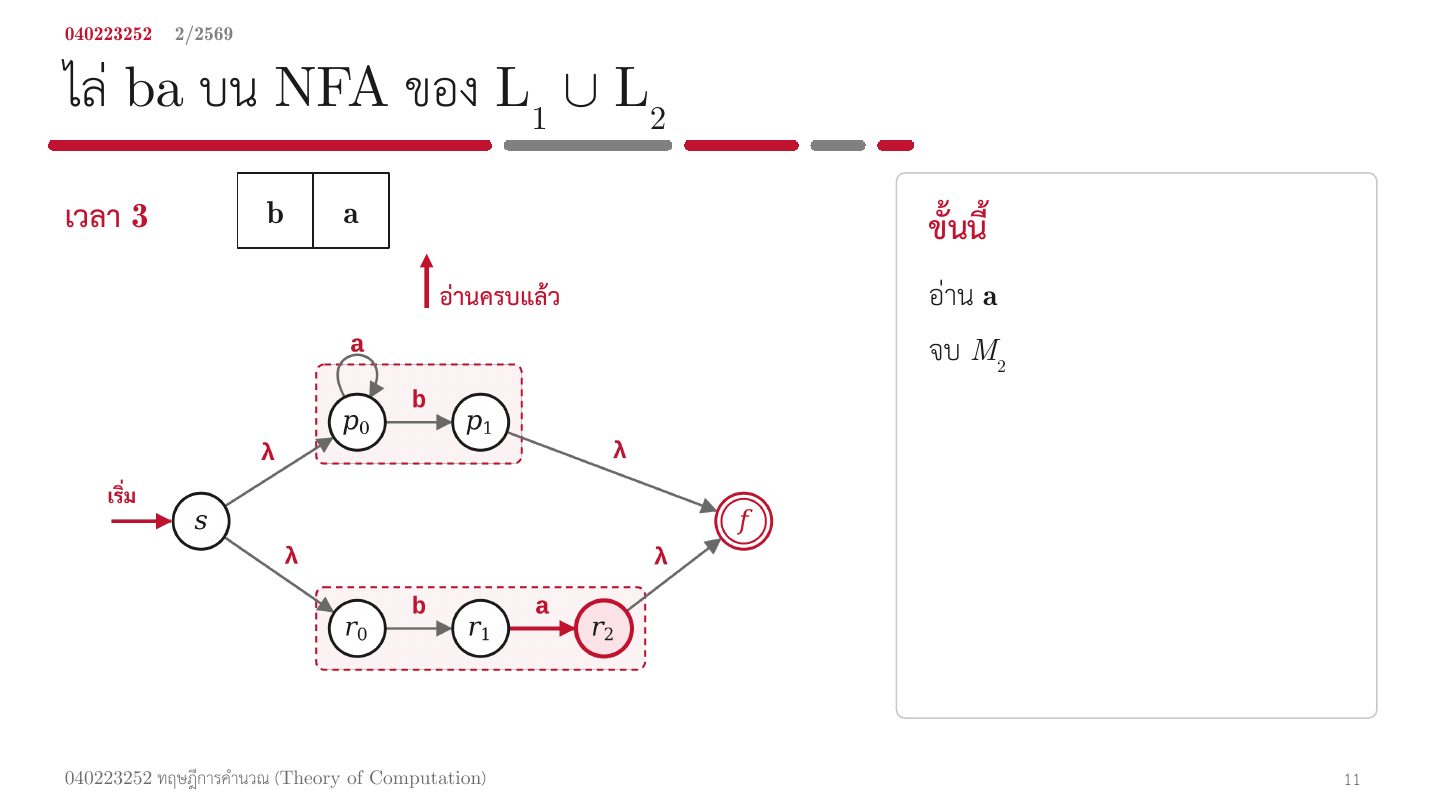 040223252 2/2569
ไล่ ba บน NFA ของ L₁ ∪ L₂
เวลา 3
b a
อ่านครบแล้ว
ขั้นนี้
อ่าน a
จบ M₂
a
b
p₀ p₁
λ λ
เริ่ม
s f
λ λ
b a
r₀ r₁ r₂
040223252 ทฤษฎีการคำนวณ (Theory of Computation) 11